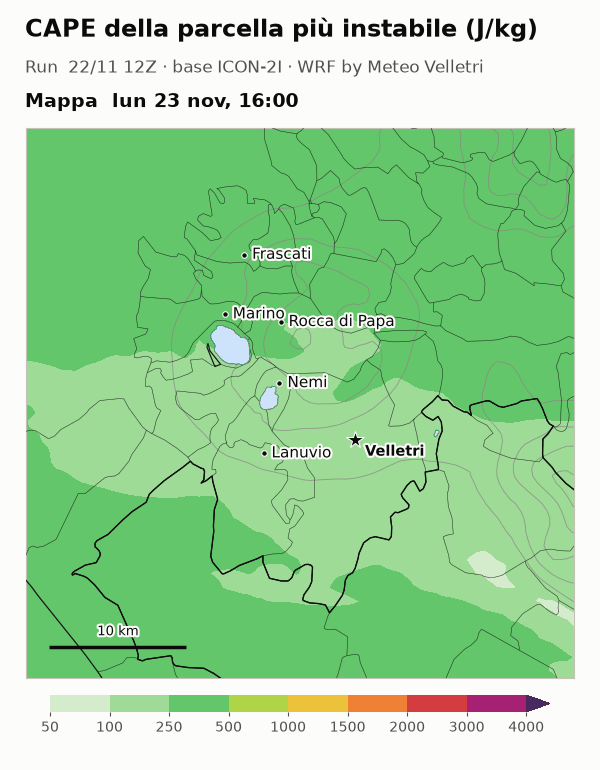 CAPE della parcella più instabile (J/kg)
Run  22/11 12Z · base ICON-2I · WRF by Meteo Velletri
Mappa  lun 23 nov, 16:00
Frascati
Marino
Rocca di Papa
Nemi
Velletri
Lanuvio
10 km
50 100 250 500 1000 1500 2000 3000 4000